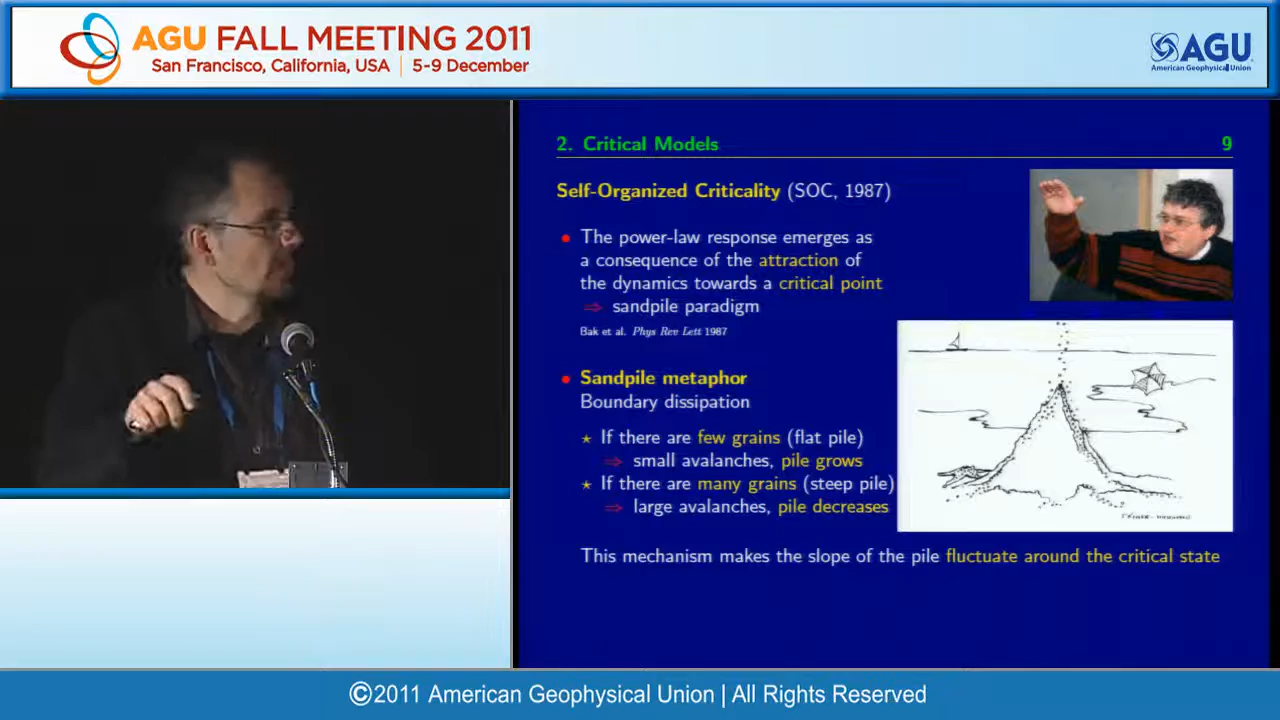 AGU FALL MEETING 2011
San Francisco, California, USA | 5-9 December
AGU
American Geophysical Union
2. Critical Models 9
Self-Organized Criticality (SOC, 1987)
• The power-law response emerges as
a consequence of the attraction of
the dynamics towards a critical point
⇒ sandpile paradigm
Bak et al. Phys Rev Lett 1987
• Sandpile metaphor
Boundary dissipation
⋆ If there are few grains (flat pile)
⇒ small avalanches, pile grows
⋆ If there are many grains (steep pile)
⇒ large avalanches, pile decreases
This mechanism makes the slope of the pile fluctuate around the critical state
©2011 American Geophysical Union | All Rights Reserved